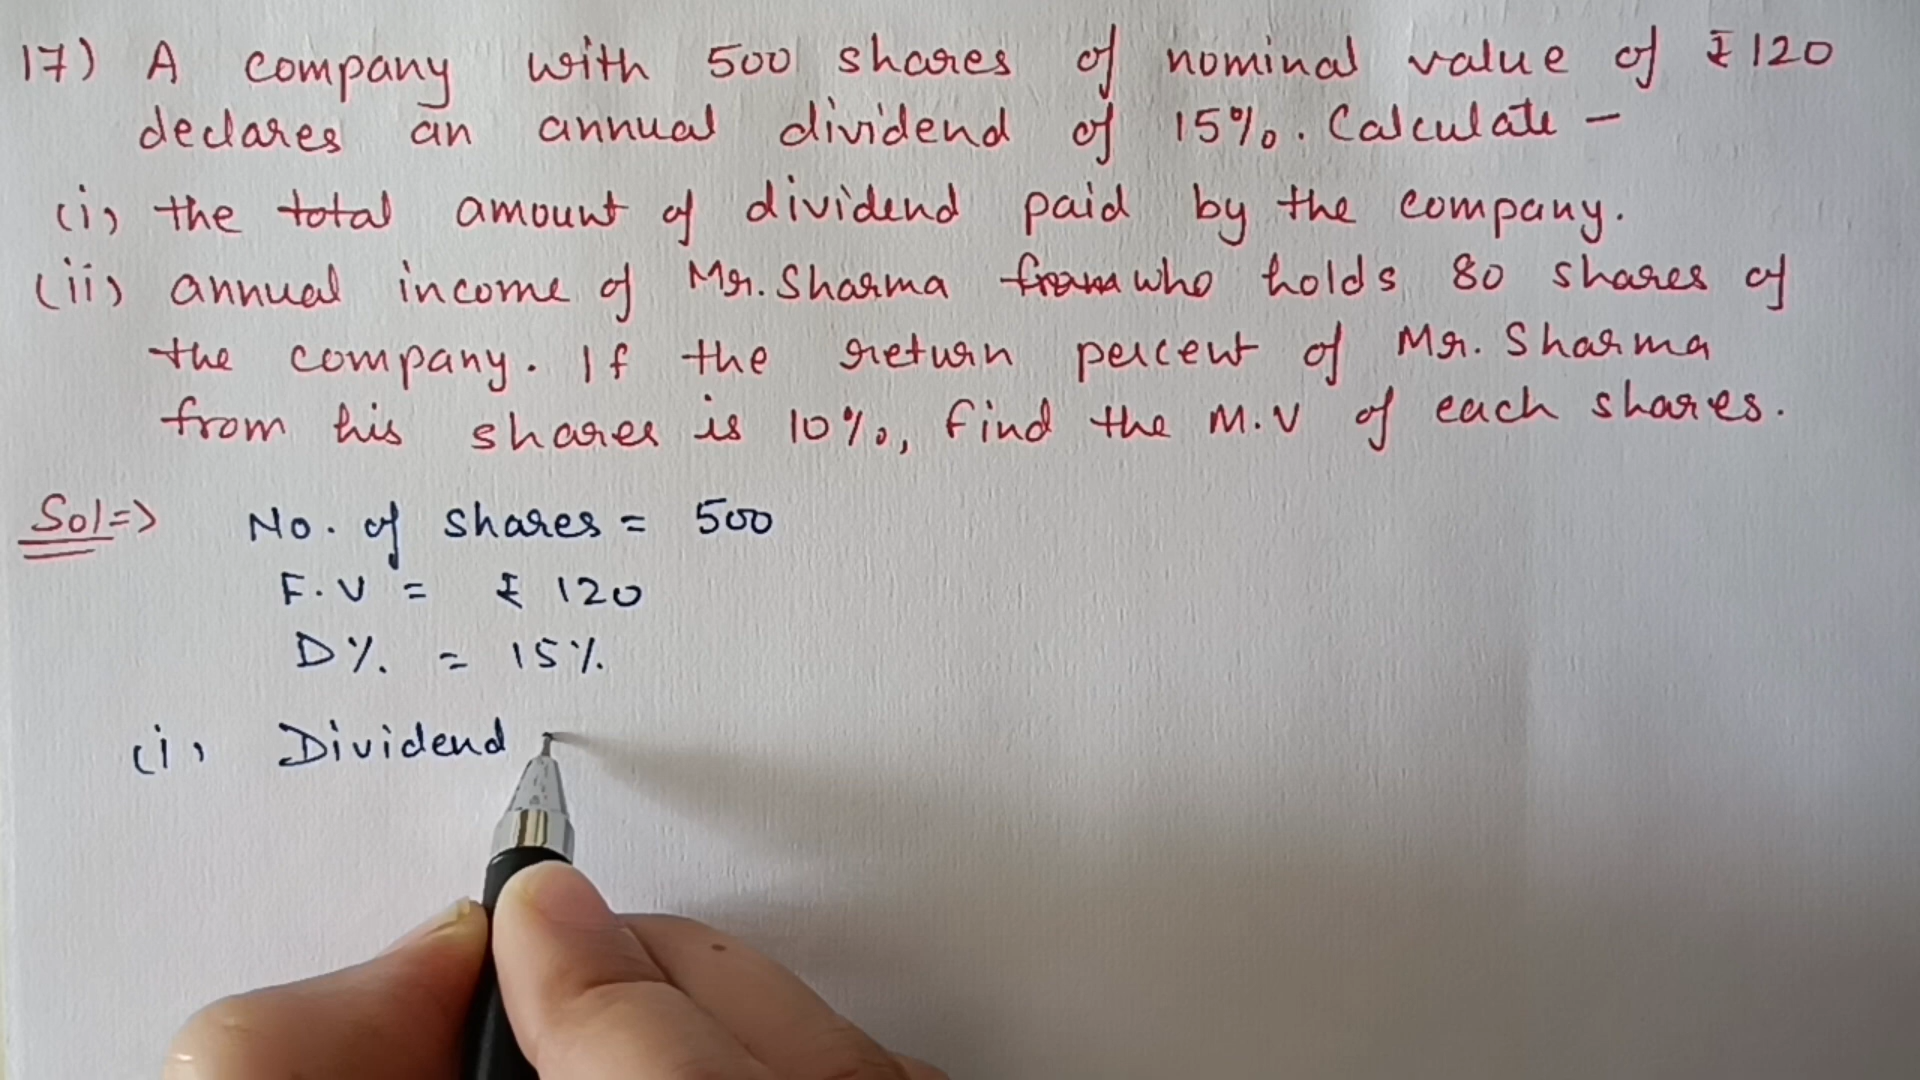 17) A company with 500 shares of nominal value of ₹120
declares an annual dividend of 15%. Calculate –
(i) the total amount of dividend paid by the company.
(ii) annual income of Mr. Sharma from who holds 80 shares of
the company. If the return percent of Mr. Sharma
from his shares is 10%, find the M.V of each shares.
Sol=> No. of shares = 500
F.V = ₹ 120
D% = 15%
(i) Dividend